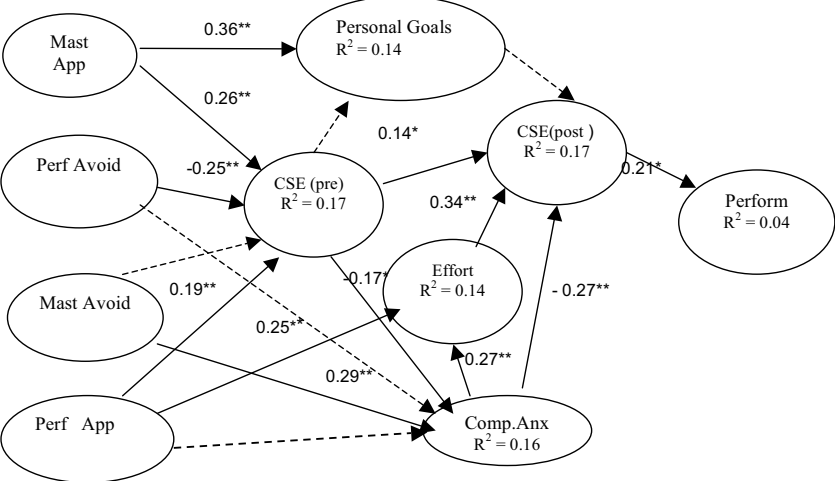 Mast
App
0.36**
Personal Goals
R² = 0.14
0.26**
Perf Avoid
-0.25**
CSE (pre)
R² = 0.17
0.14*
CSE(post )
R² = 0.17
0.21*
Perform
R² = 0.04
0.34**
Mast Avoid
0.19**
-0.17*
Effort
R² = 0.14
- 0.27**
0.25**
0.27**
0.29**
Perf App
Comp.Anx
R² = 0.16